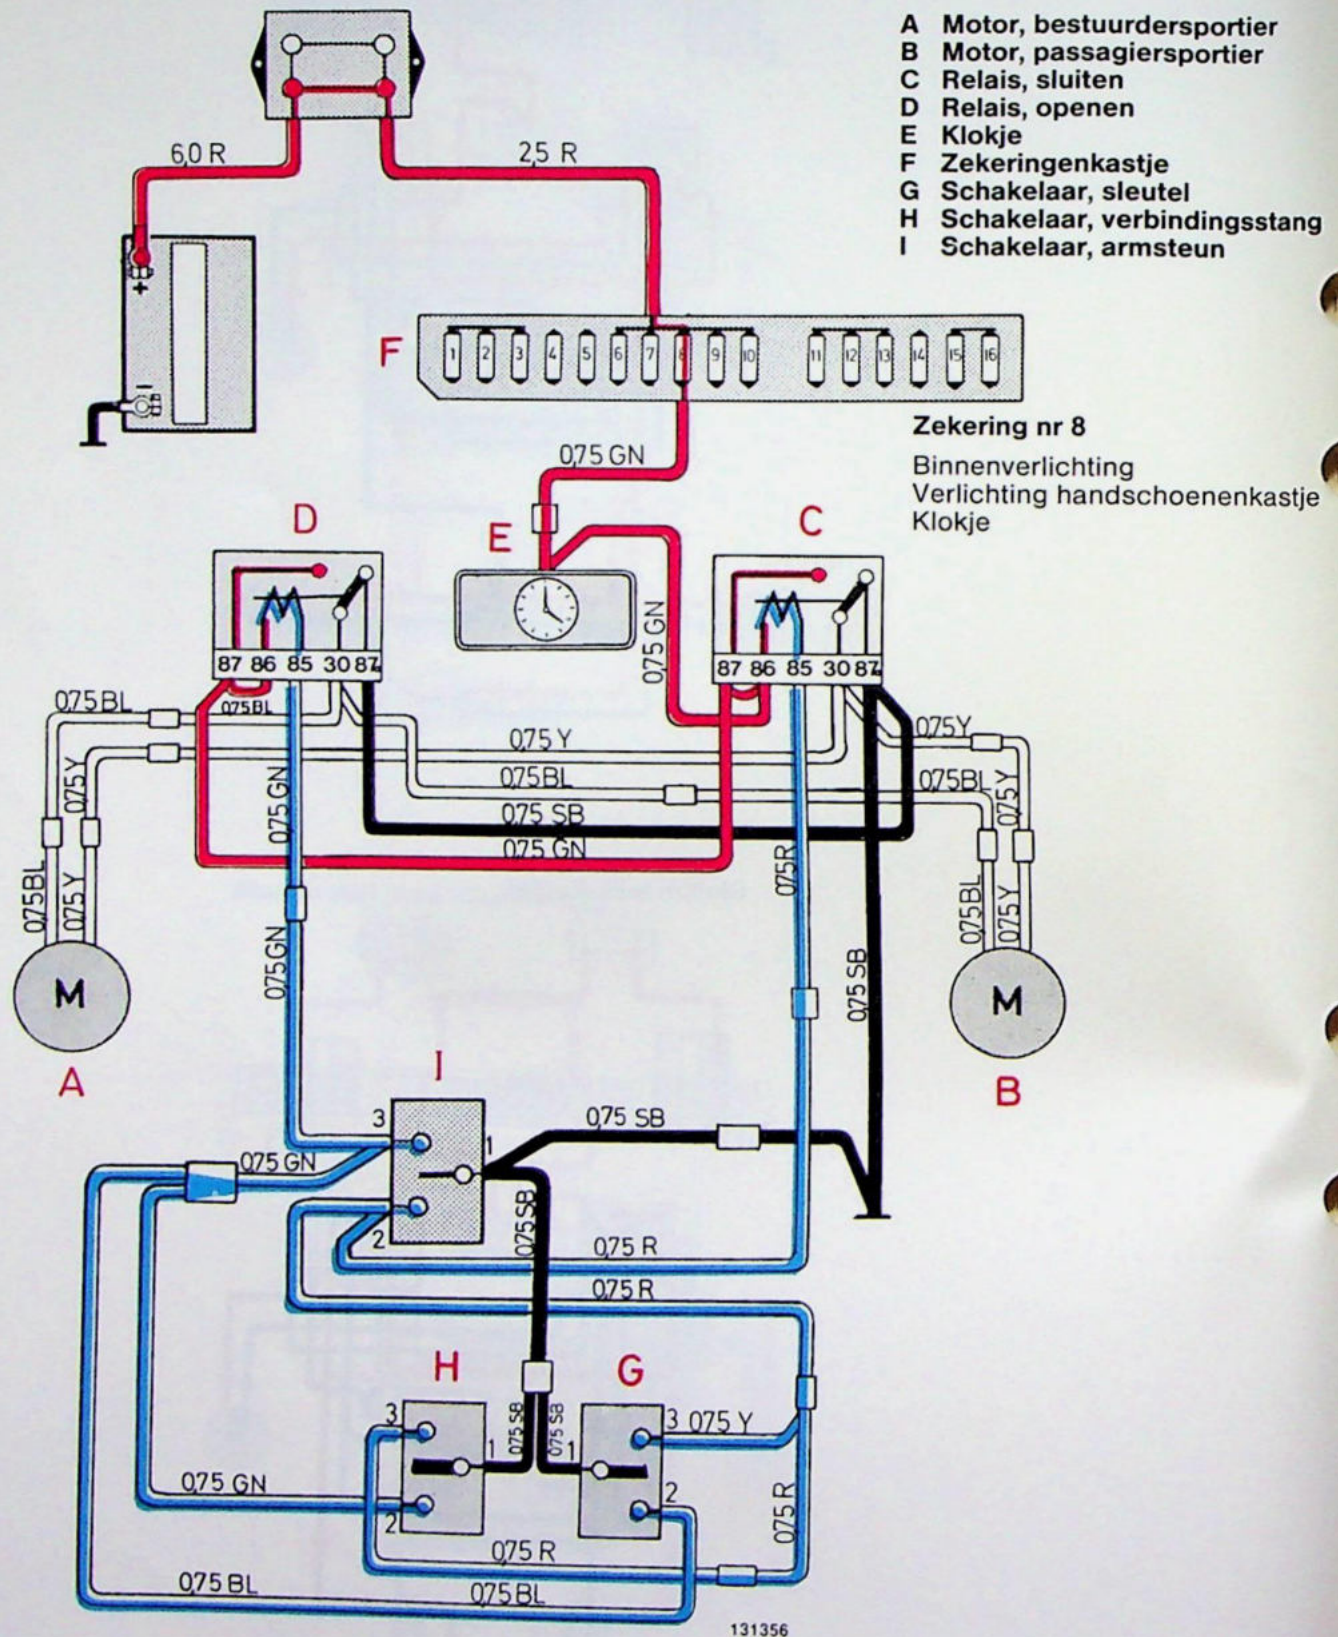 A Motor, bestuurdersportier
B Motor, passagiersportier
C Relais, sluiten
D Relais, openen
E Klokje
F Zekeringenkastje
G Schakelaar, sleutel
H Schakelaar, verbindingsstang
I Schakelaar, armsteun
6,0 R
2,5 R
+
−
F
1 2 3 4 5 6 7 8 9 10 11 12 13 14 15 16
Zekering nr 8
Binnenverlichting
Verlichting handschoenenkastje
Klokje
0,75 GN
D
E
C
0,75 GN
87 86 85 30 87a
87 86 85 30 87a
0,75 BL
0,75 BL
0,75 Y
0,75 Y
0,75 BL
0,75 BL
0,75 Y
0,75 Y
0,75 GN
0,75 SB
0,75 GN
0,75 R
0,75 BL
0,75 Y
0,75 BL
0,75 Y
0,75 GN
0,75 SB
M
M
A
B
I
3
1
2
0,75 SB
0,75 GN
0,75 SB
0,75 R
0,75 R
H
G
3
1
2
0,75 SB
0,75 SB
3
1
2
0,75 Y
0,75 GN
0,75 R
0,75 R
0,75 BL
0,75 BL
131356